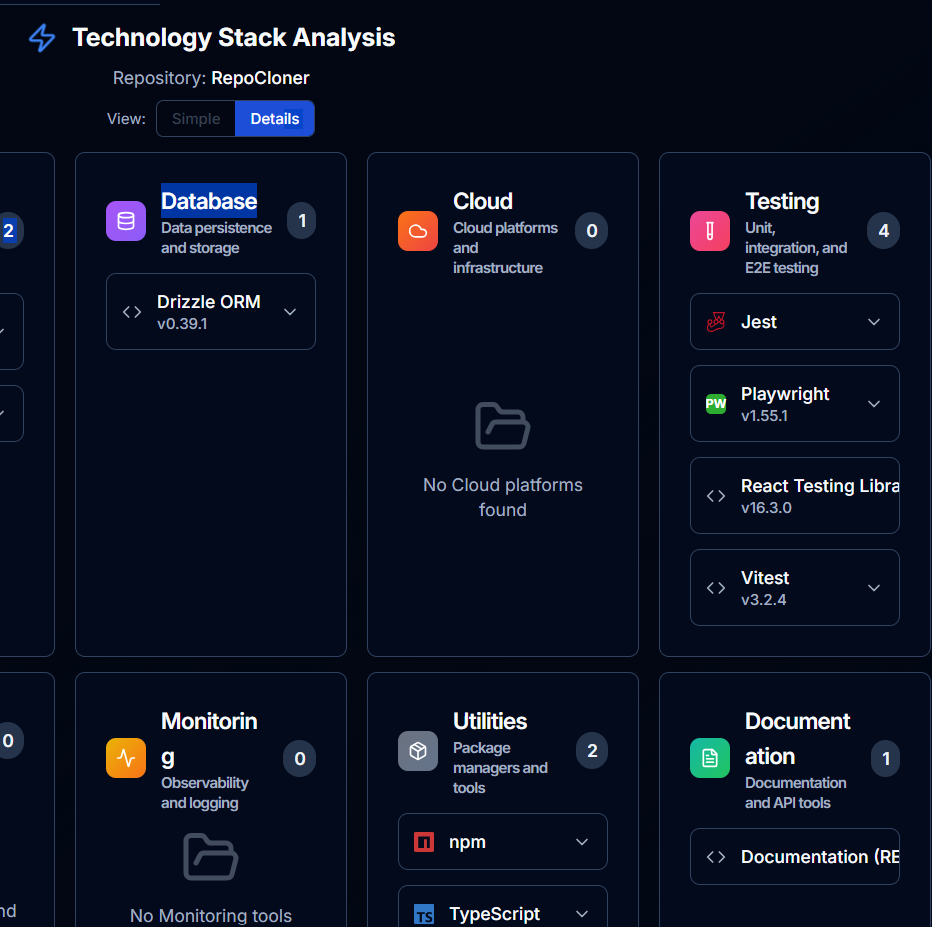 Technology Stack Analysis
Repository: RepoCloner
View: Simple Details
2
Database
Data persistence
and storage
1
Drizzle ORM
v0.39.1
Cloud
Cloud platforms
and
infrastructure
0
No Cloud platforms
found
Testing
Unit,
integration, and
E2E testing
4
Jest
PW
Playwright
v1.55.1
React Testing Libra
v16.3.0
Vitest
v3.2.4
0
nd
Monitorin
g
Observability
and logging
0
No Monitoring tools
Utilities
Package
managers and
tools
2
npm
TS
TypeScript
Document
ation
Documentation
and API tools
1
Documentation (RE